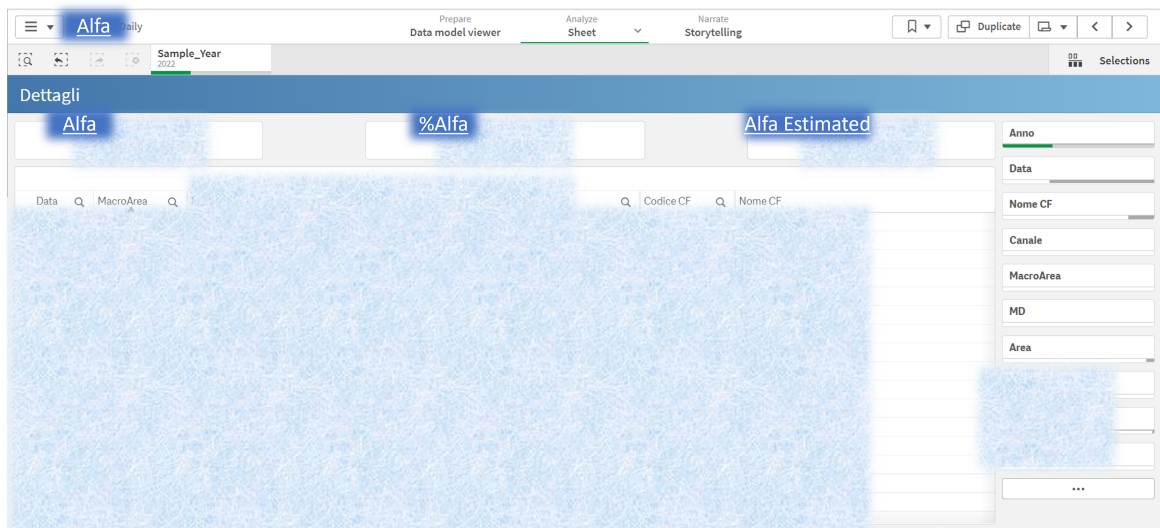 Alfa Daily
Prepare
Data model viewer
Analyze
Sheet
Narrate
Storytelling
Duplicate
Sample_Year
2022
Selections
Dettagli
Alfa
%Alfa
Alfa Estimated
Data
MacroArea
Codice CF
Nome CF
Anno
Data
Nome CF
Canale
MacroArea
MD
Area
...